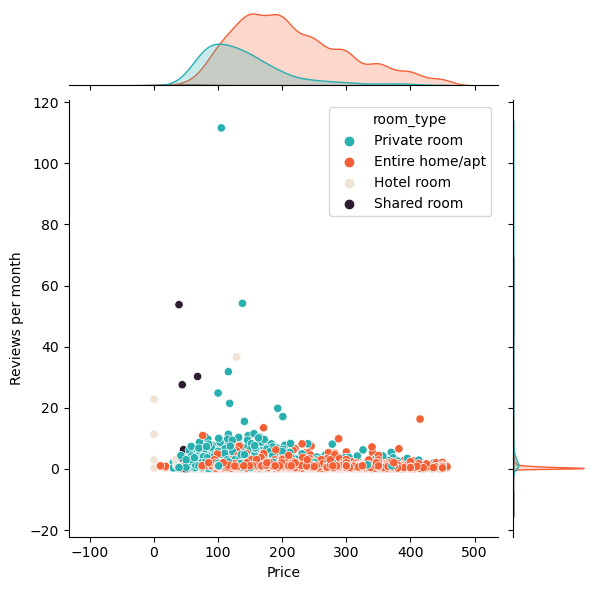 room_type
Private room
Entire home/apt
Hotel room
Shared room
Reviews per month
120
100
80
60
40
20
0
−20
−100
0
100
200
300
400
500
Price